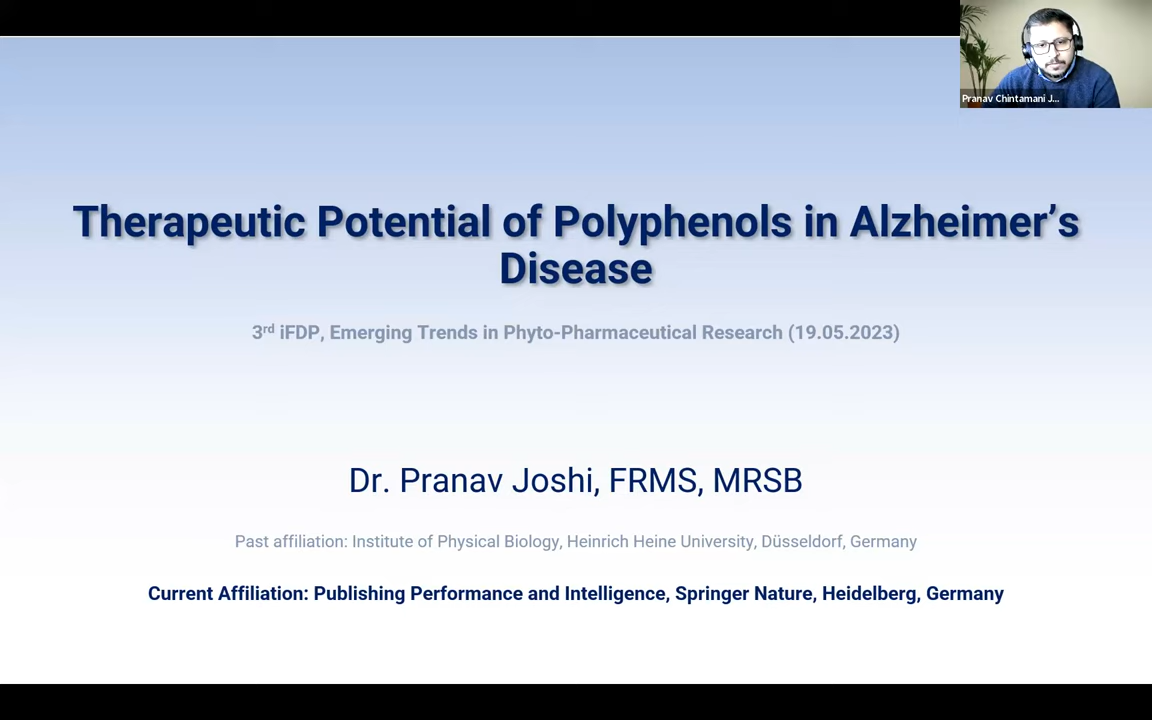 Pranav Chintamani J...
Therapeutic Potential of Polyphenols in Alzheimer’s
Disease
3rd iFDP, Emerging Trends in Phyto-Pharmaceutical Research (19.05.2023)
Dr. Pranav Joshi, FRMS, MRSB
Past affiliation: Institute of Physical Biology, Heinrich Heine University, Düsseldorf, Germany
Current Affiliation: Publishing Performance and Intelligence, Springer Nature, Heidelberg, Germany